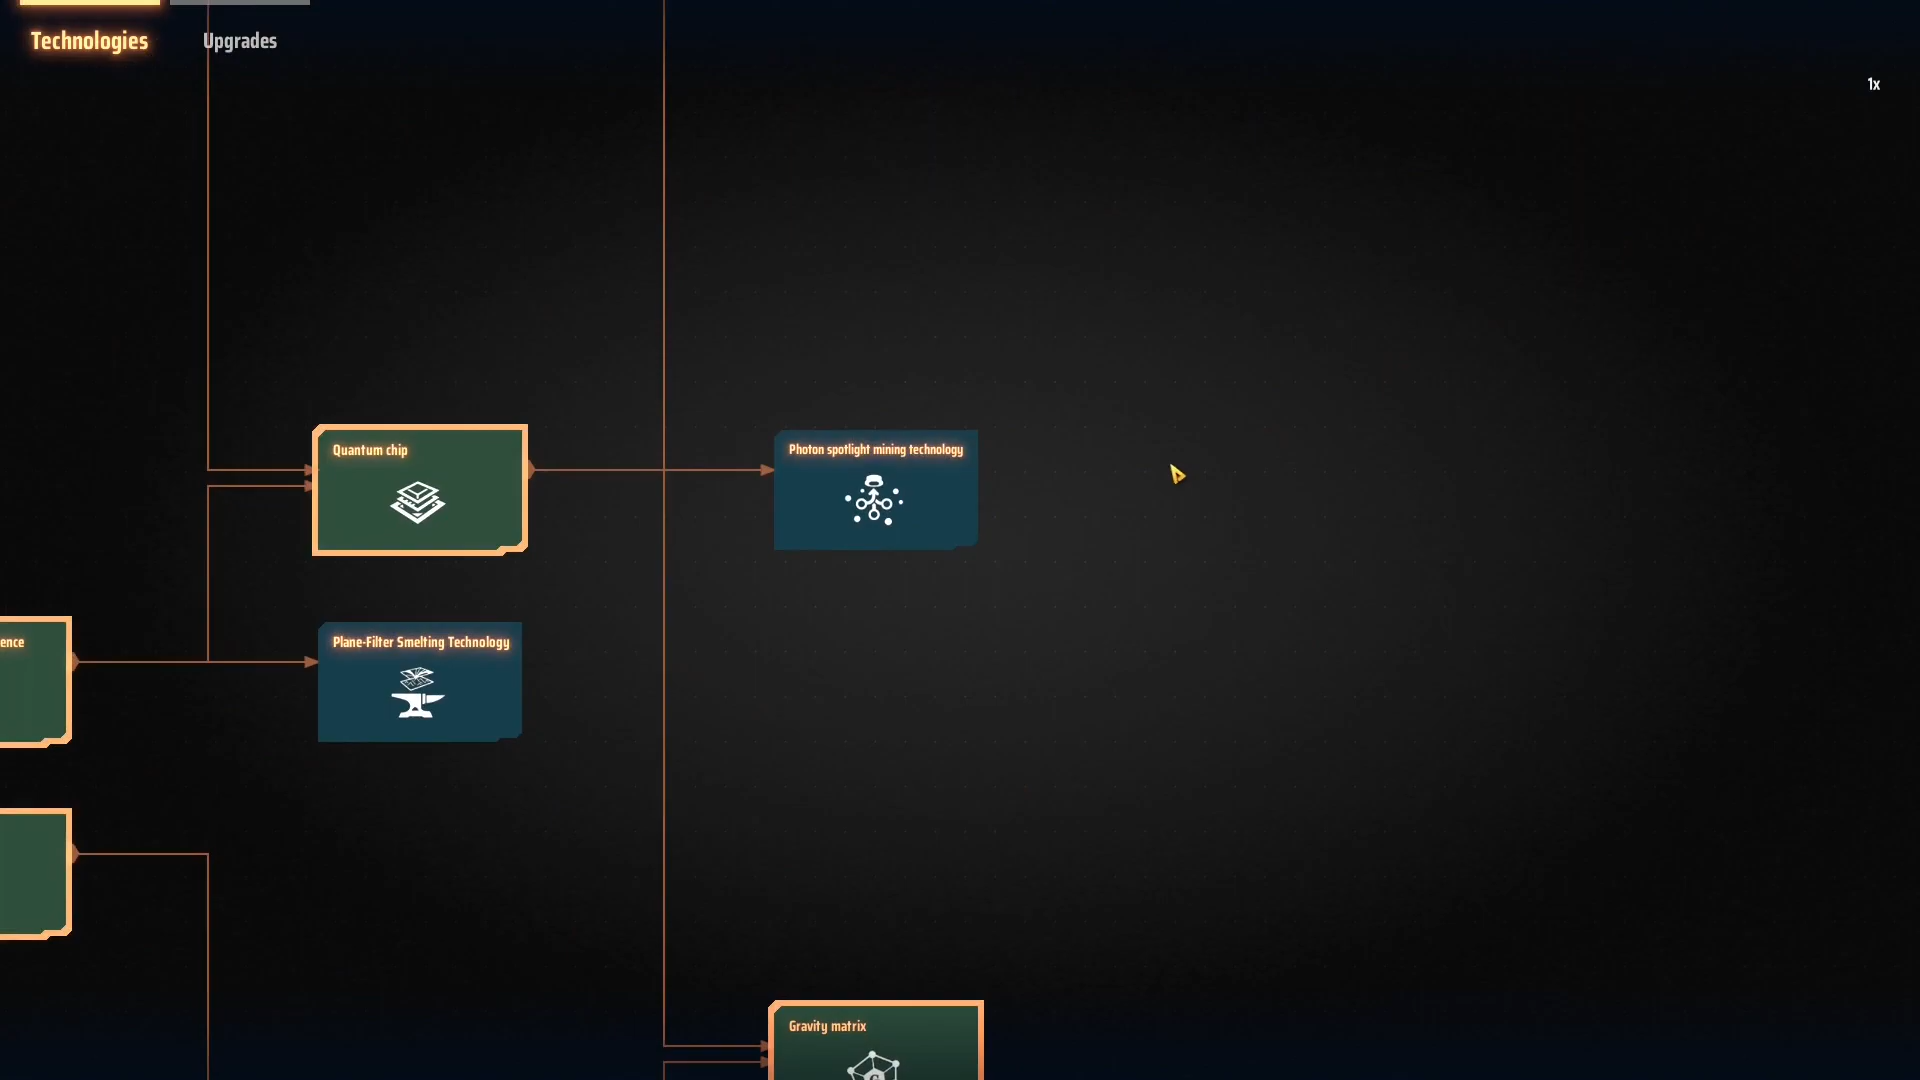 Technologies
Upgrades
1x
Quantum chip
Photon spotlight mining technology
ence
Plane-Filter Smelting Technology
Gravity matrix